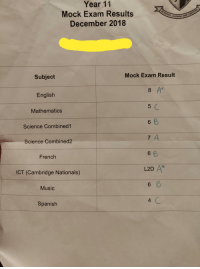 Year 11
Mock Exam Results
December 2018
Subject Mock Exam Result
English 8 A*
Mathematics 5 C
Science Combined1 6 B
Science Combined2 7 A
French 6 B
ICT (Cambridge Nationals) L2D A*
Music 6 B
Spanish 4 C